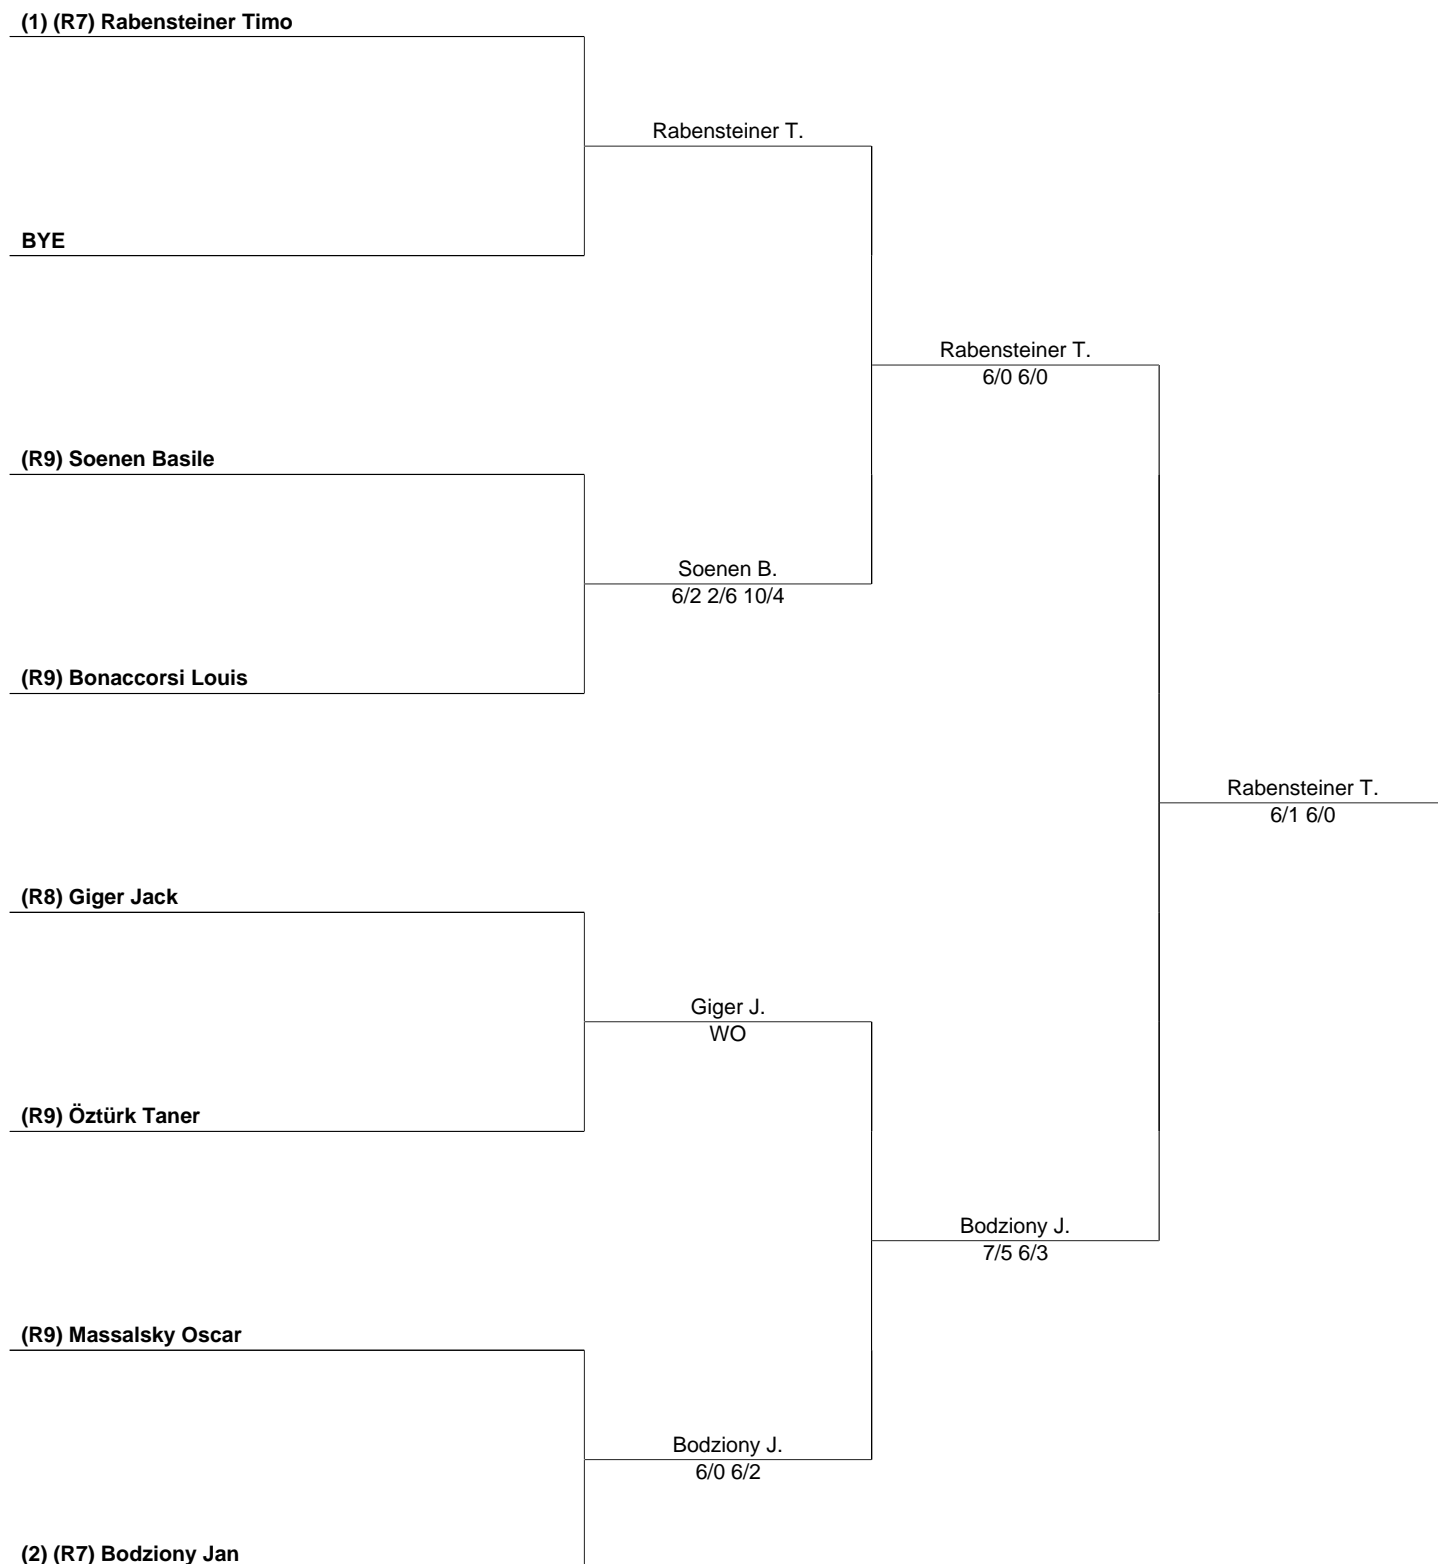 (1) (R7) Rabensteiner Timo
Rabensteiner T.
BYE
Rabensteiner T.
6/0 6/0
(R9) Soenen Basile
Soenen B.
6/2 2/6 10/4
(R9) Bonaccorsi Louis
Rabensteiner T.
6/1 6/0
(R8) Giger Jack
Giger J.
WO
(R9) Öztürk Taner
Bodziony J.
7/5 6/3
(R9) Massalsky Oscar
Bodziony J.
6/0 6/2
(2) (R7) Bodziony Jan